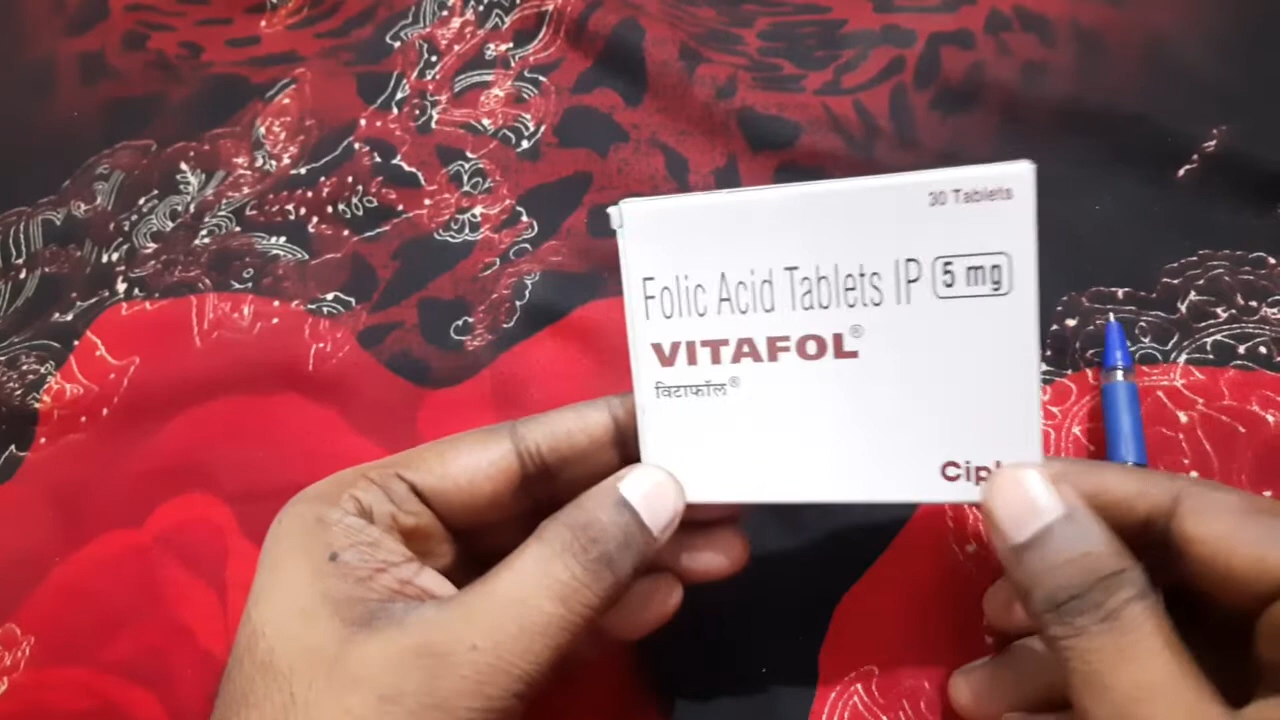 30 Tablets
Folic Acid Tablets IP 5 mg
VITAFOL®
विटाफॉल®